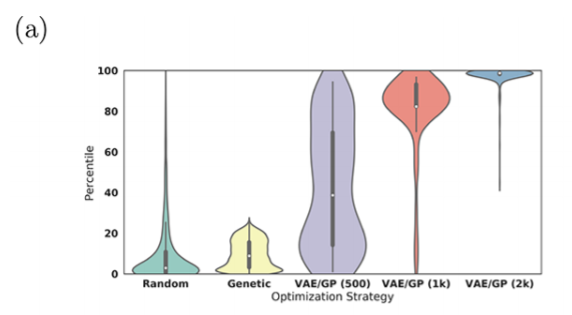 (a)
Percentile
100
80
60
40
20
0
Random Genetic VAE/GP (500) VAE/GP (1k) VAE/GP (2k)
Optimization Strategy